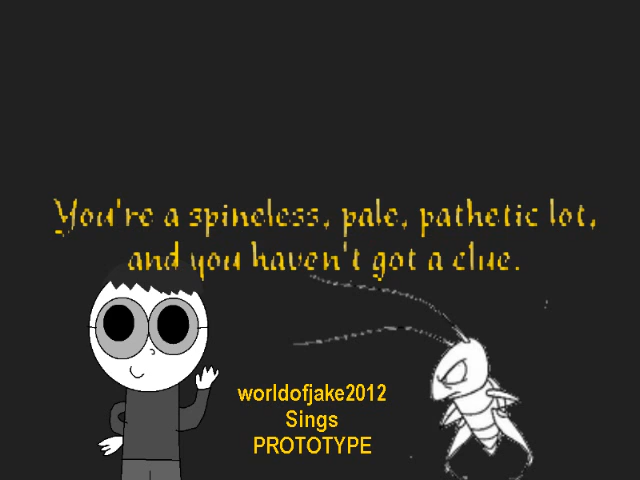 You're a spineless, pale, pathetic lot,
and you haven't got a clue.
worldofjake2012
Sings
PROTOTYPE